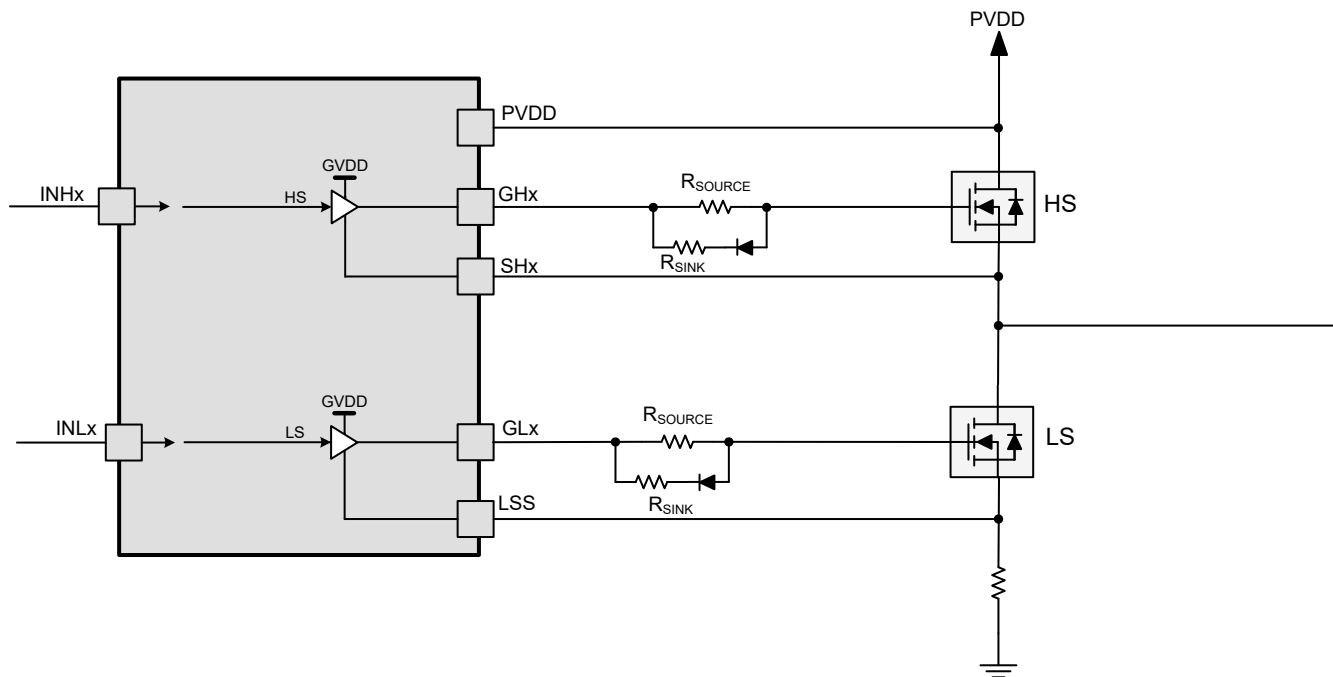 PVDD
PVDD
GVDD
INHx
HS
GHx
RSOURCE
HS
RSINK
SHx
GVDD
INLx
LS
GLx
RSOURCE
LS
RSINK
LSS